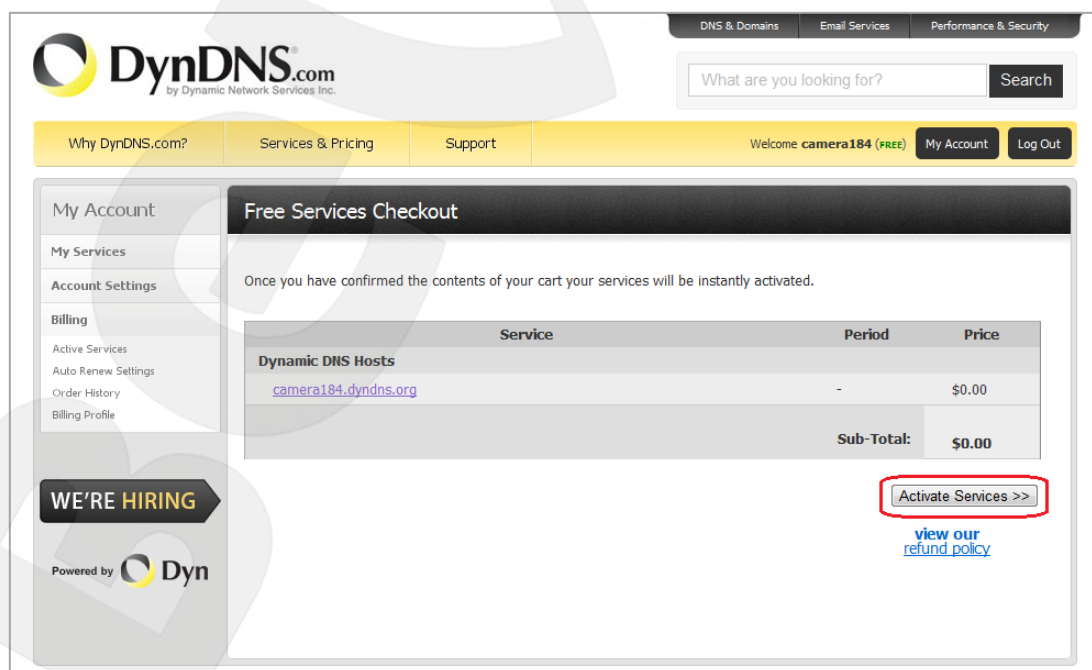 DNS & Domains Email Services Performance & Security
DynDNS.com
by Dynamic Network Services Inc.
What are you looking for? Search
Why DynDNS.com? Services & Pricing Support Welcome camera184 (FREE) My Account Log Out
My Account
My Services
Account Settings
Billing
Active Services
Auto Renew Settings
Order History
Billing Profile
WE'RE HIRING
Powered by Dyn
Free Services Checkout
Once you have confirmed the contents of your cart your services will be instantly activated.
Service Period Price
Dynamic DNS Hosts
camera184.dyndns.org - $0.00
Sub-Total: $0.00
Activate Services >>
view our
refund policy